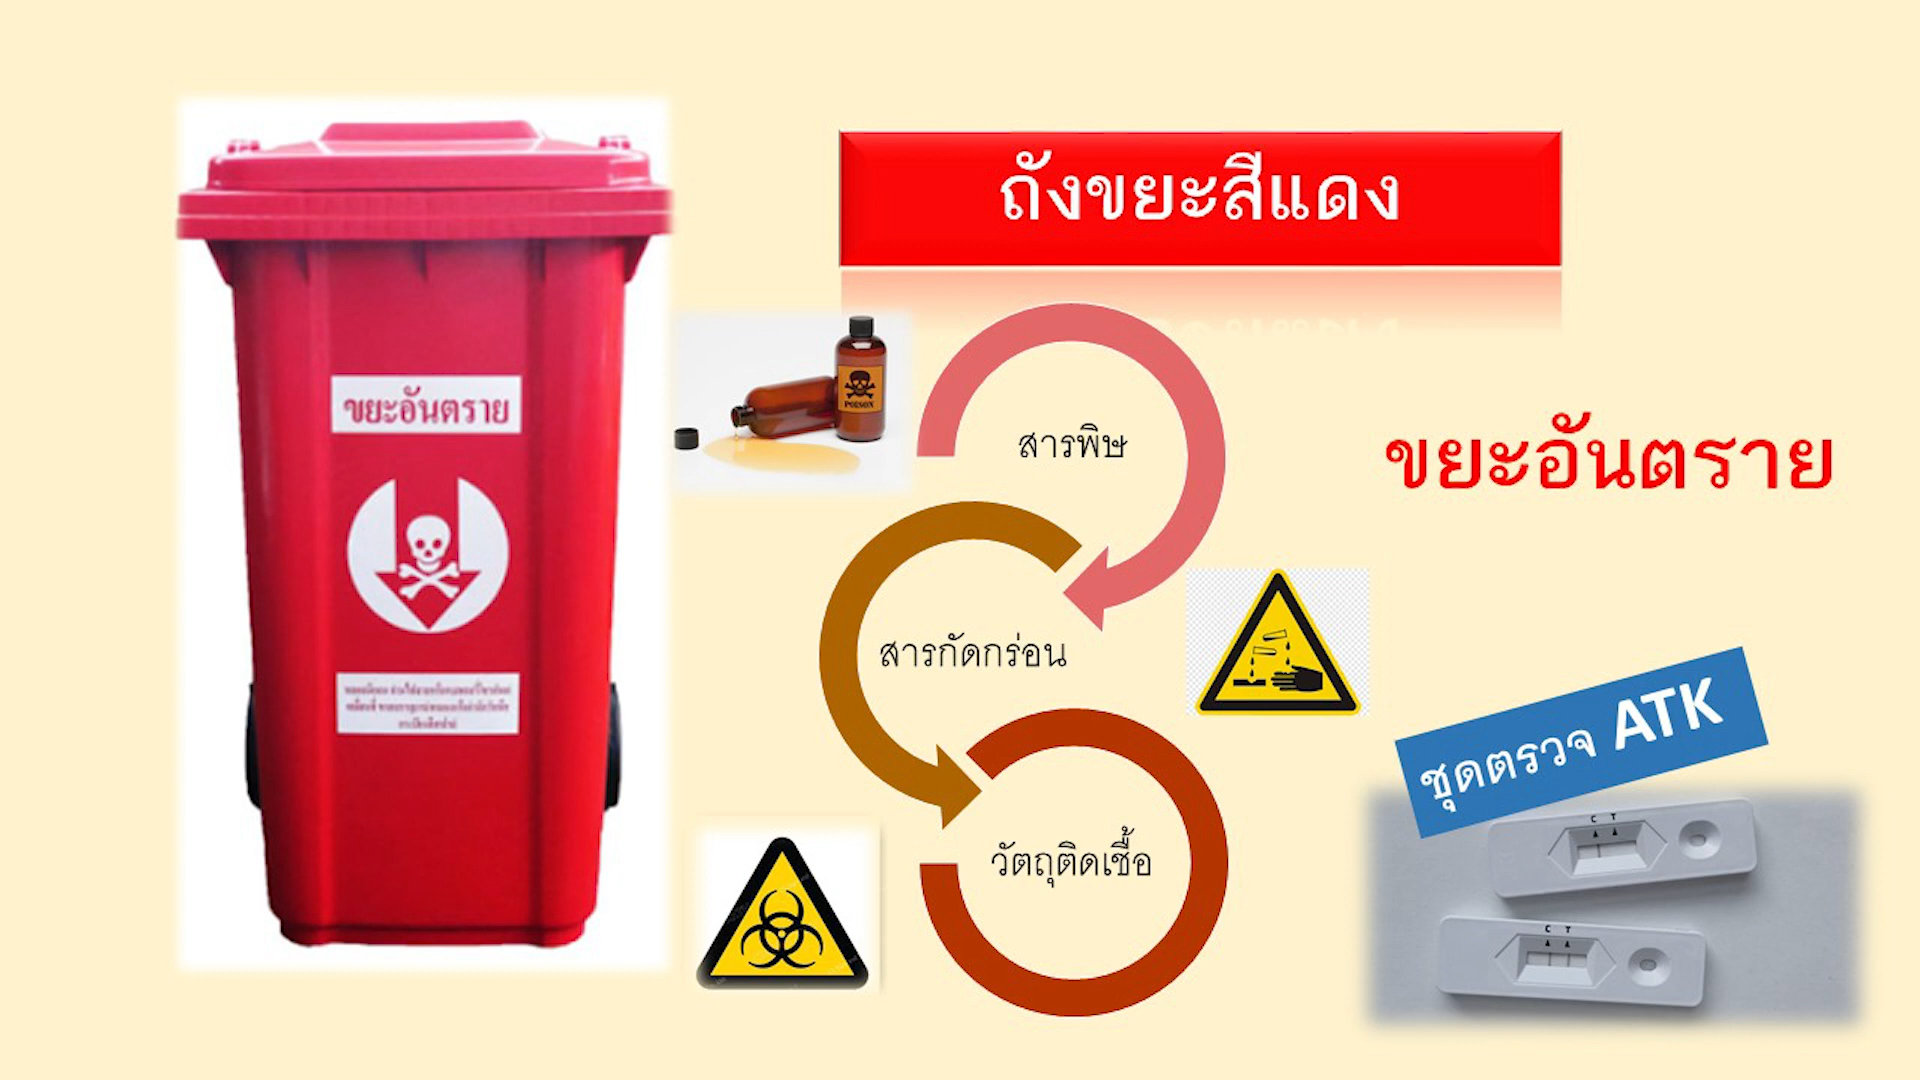 ถังขยะสีแดง
ขยะอันตราย
POISON
สารพิษ
ขยะอันตราย
สารกัดกร่อน
ชุดตรวจ ATK
วัตถุติดเชื้อ
C T
C T